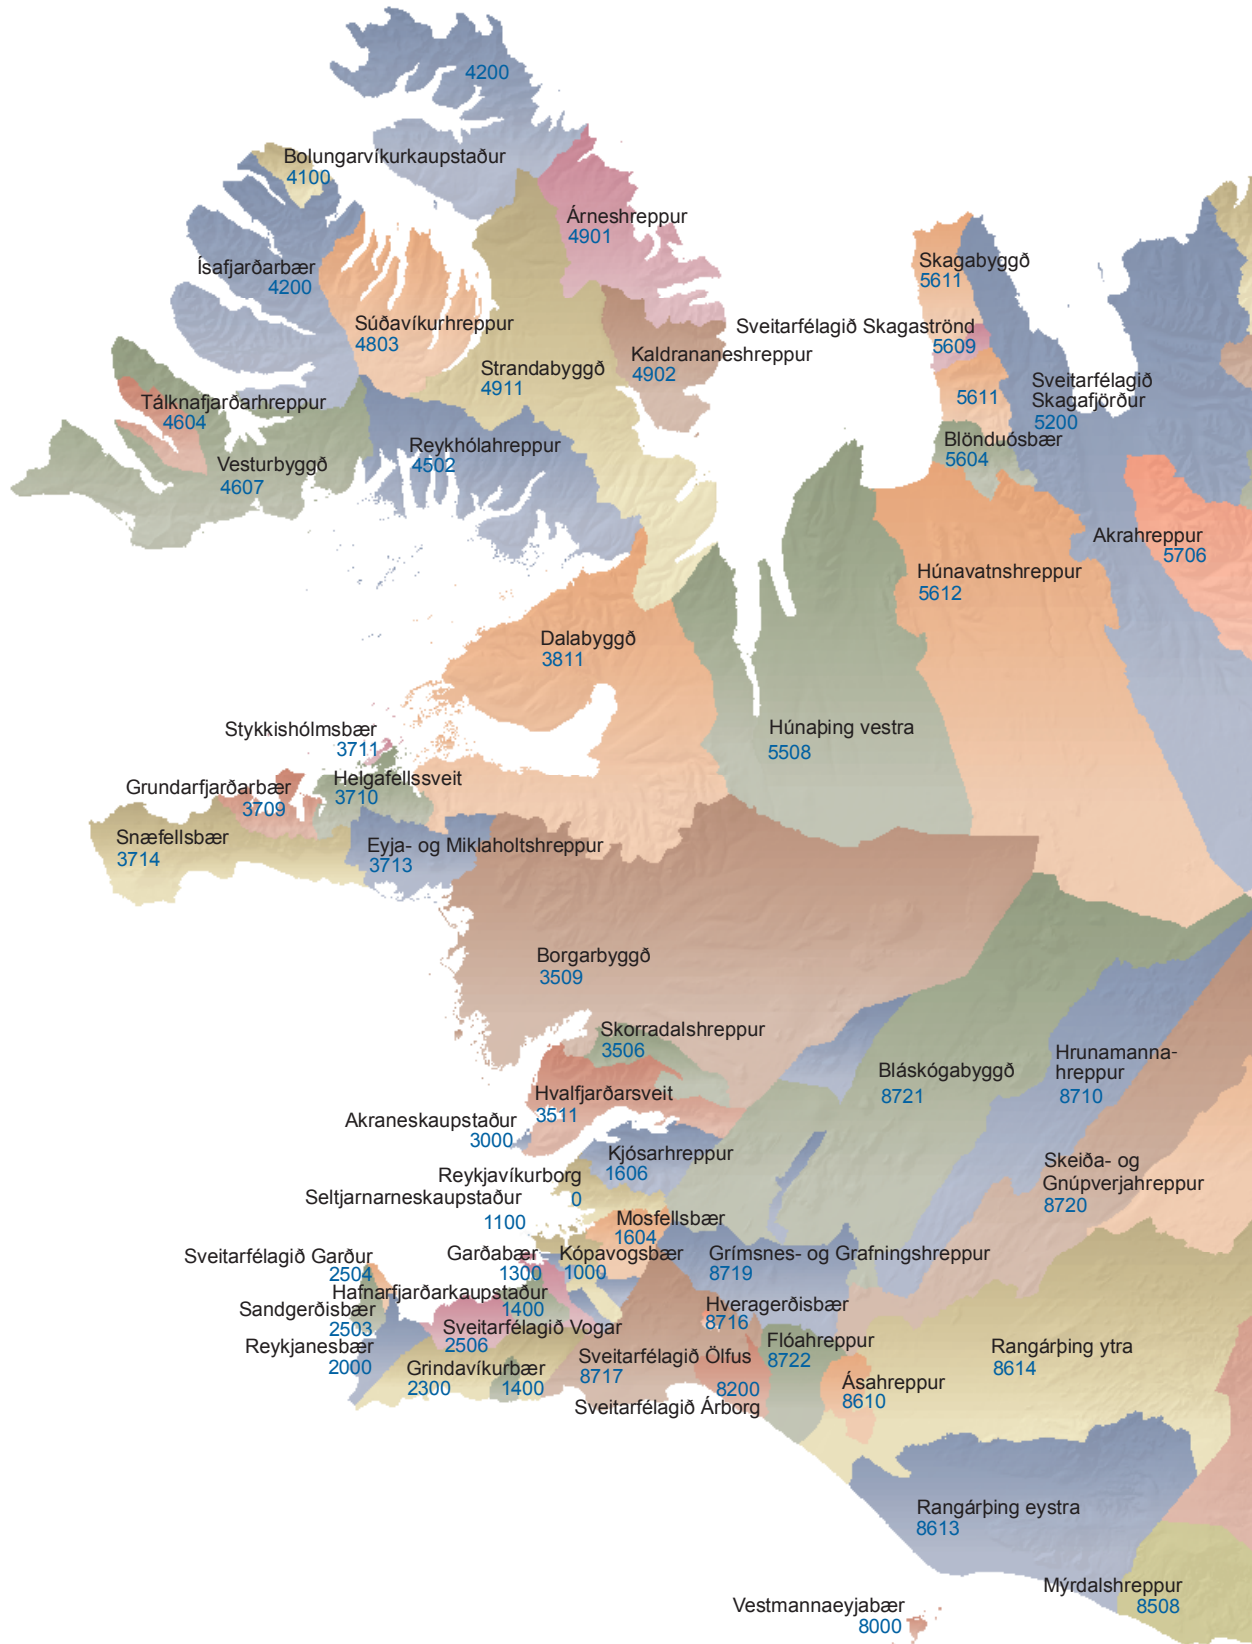 4200
Bolungarvíkurkaupstaður
4100
Árneshreppur
4901
Ísafjarðarbær
4200
Skagabyggð
5611
Súðavíkurhreppur
4803
Sveitarfélagið Skagaströnd
5609
Kaldrananeshreppur
4902
Strandabyggð
4911
5611
Sveitarfélagið
Skagafjörður
5200
Tálknafjarðarhreppur
4604
Reykhólahreppur
4502
Blönduósbær
5604
Vesturbyggð
4607
Akrahreppur
5706
Húnavatnshreppur
5612
Dalabyggð
3811
Stykkishólmsbær
3711
Húnaþing vestra
5508
Grundarfjarðarbær
3709
Helgafellssveit
3710
Snæfellsbær
3714
Eyja- og Miklaholtshreppur
3713
Borgarbyggð
3509
Skorradalshreppur
3506
Hrunamanna-
hreppur
8710
Bláskógabyggð
8721
Hvalfjarðarsveit
3511
Akraneskaupstaður
3000
Kjósarhreppur
1606
Skeiða- og
Gnúpverjahreppur
8720
Reykjavíkurborg
0
Seltjarnarneskaupstaður
1100
Mosfellsbær
1604
Sveitarfélagið Garður
2504
Garðabær
1300
Kópavogsbær
1000
Grímsnes- og Grafningshreppur
8719
Hafnarfjarðarkaupstaður
1400
Sandgerðisbær
2503
Hveragerðisbær
8716
Sveitarfélagið Vogar
2506
Reykjanesbær
2000
Flóahreppur
8722
Rangárþing ytra
8614
Grindavíkurbær
2300
1400
Sveitarfélagið Ölfus
8717
8200
Sveitarfélagið Árborg
Ásahreppur
8610
Rangárþing eystra
8613
Mýrdalshreppur
8508
Vestmannaeyjabær
8000